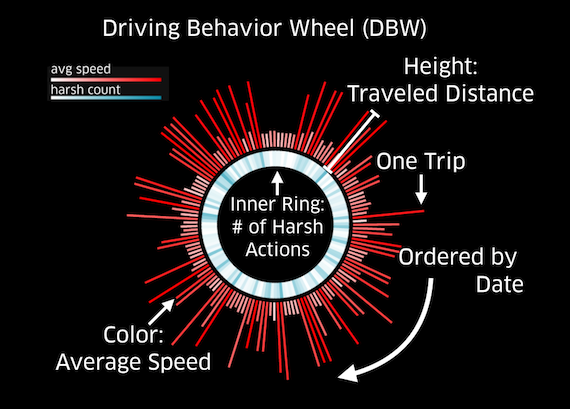 Driving Behavior Wheel (DBW)
avg speed
harsh count
Height:
Traveled Distance
One Trip
Inner Ring:
# of Harsh
Actions
Ordered by
Date
Color:
Average Speed